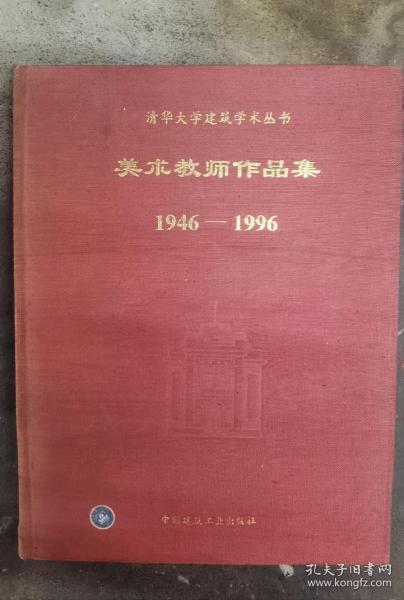 清华大学建筑学术丛书
美术教师作品集
1946—1996
中国建筑工业出版社
孔夫子旧书网
www.kongfz.com